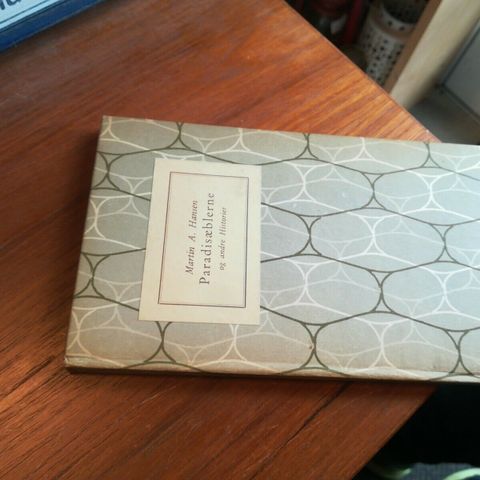 Martin A. Hansen
Paradisæblerne
og andre Historier